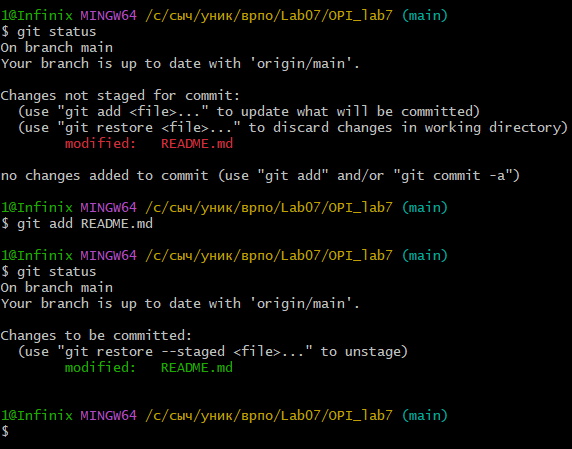 1@Infinix MINGW64 /c/сыч/уник/врпо/Lab07/OPI_lab7 (main)
$ git status
On branch main
Your branch is up to date with 'origin/main'.
Changes not staged for commit:
  (use "git add <file>..." to update what will be committed)
  (use "git restore <file>..." to discard changes in working directory)
        modified:   README.md
no changes added to commit (use "git add" and/or "git commit -a")
1@Infinix MINGW64 /c/сыч/уник/врпо/Lab07/OPI_lab7 (main)
$ git add README.md
1@Infinix MINGW64 /c/сыч/уник/врпо/Lab07/OPI_lab7 (main)
$ git status
On branch main
Your branch is up to date with 'origin/main'.
Changes to be committed:
  (use "git restore --staged <file>..." to unstage)
        modified:   README.md
1@Infinix MINGW64 /c/сыч/уник/врпо/Lab07/OPI_lab7 (main)
$